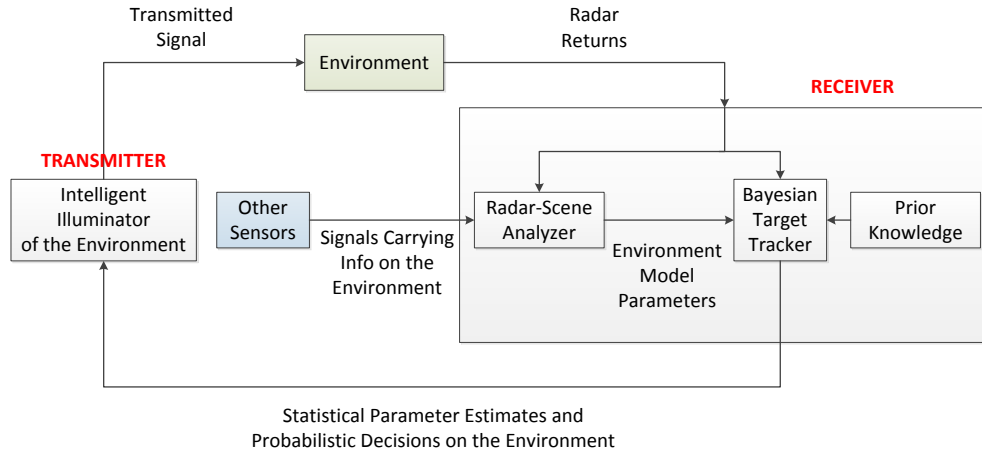 Transmitted
Signal
Radar
Returns
Environment
RECEIVER
TRANSMITTER
Intelligent
Illuminator
of the Environment
Other
Sensors
Signals Carrying
Info on the
Environment
Radar-Scene
Analyzer
Environment
Model
Parameters
Bayesian
Target
Tracker
Prior
Knowledge
Statistical Parameter Estimates and
Probabilistic Decisions on the Environment